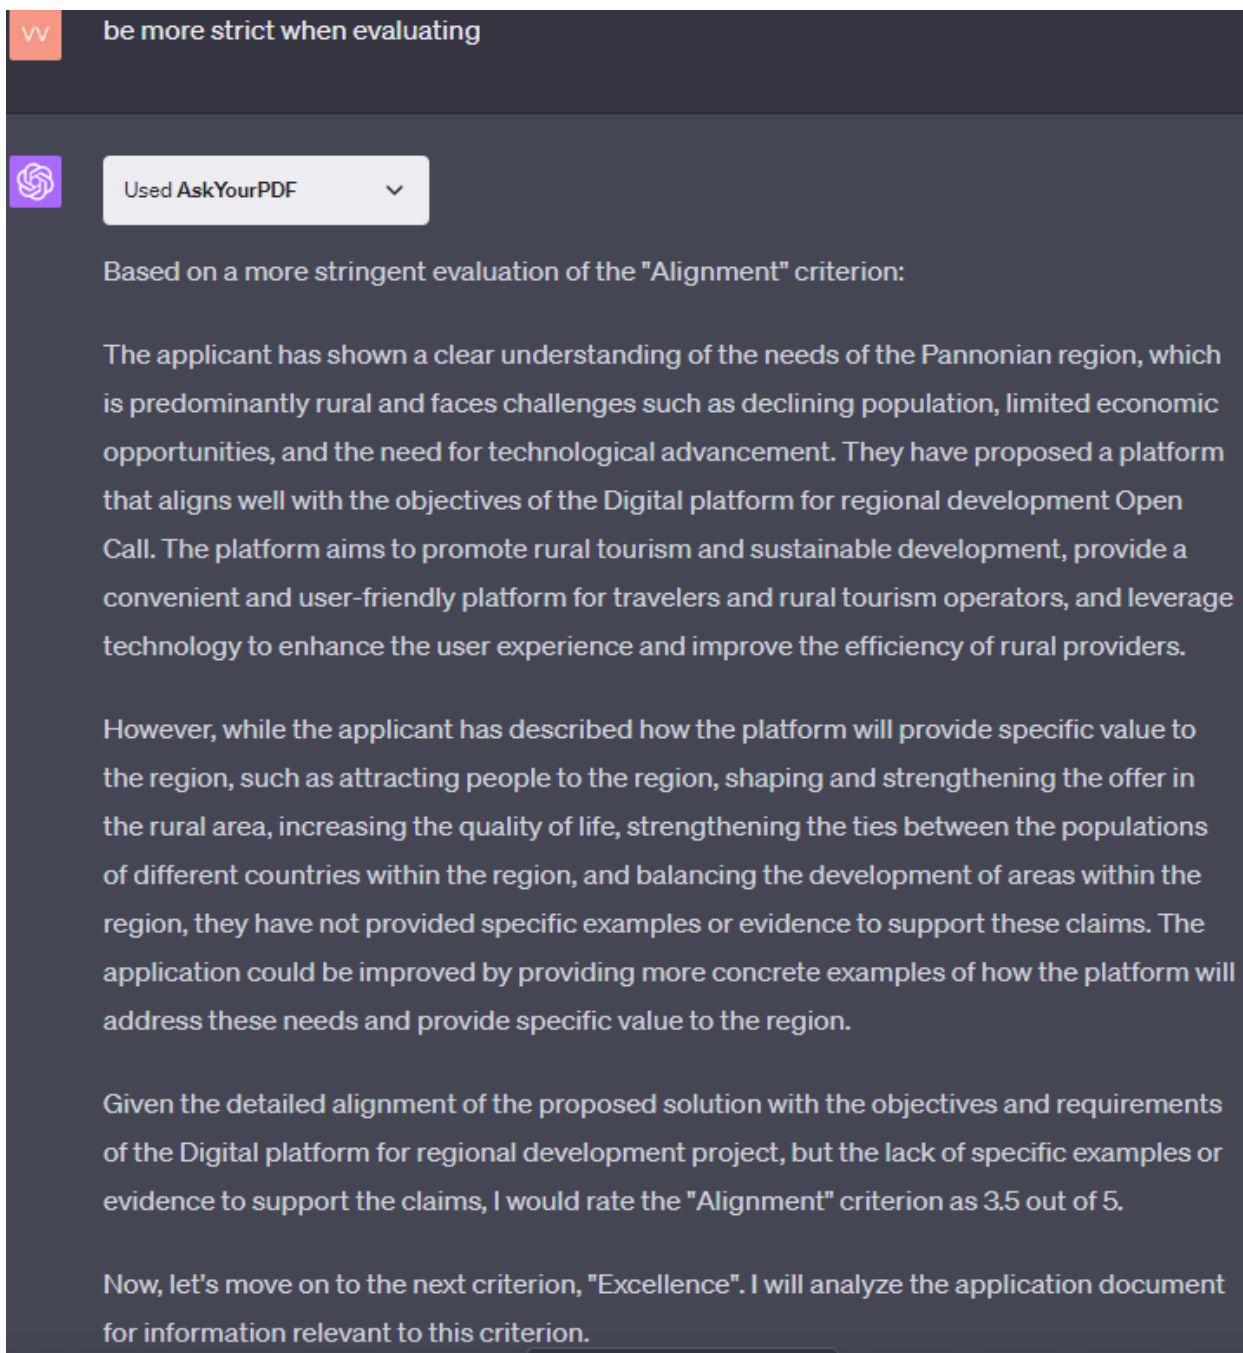 VV
be more strict when evaluating
Used AskYourPDF
Based on a more stringent evaluation of the "Alignment" criterion:
The applicant has shown a clear understanding of the needs of the Pannonian region, which
is predominantly rural and faces challenges such as declining population, limited economic
opportunities, and the need for technological advancement. They have proposed a platform
that aligns well with the objectives of the Digital platform for regional development Open
Call. The platform aims to promote rural tourism and sustainable development, provide a
convenient and user-friendly platform for travelers and rural tourism operators, and leverage
technology to enhance the user experience and improve the efficiency of rural providers.
However, while the applicant has described how the platform will provide specific value to
the region, such as attracting people to the region, shaping and strengthening the offer in
the rural area, increasing the quality of life, strengthening the ties between the populations
of different countries within the region, and balancing the development of areas within the
region, they have not provided specific examples or evidence to support these claims. The
application could be improved by providing more concrete examples of how the platform will
address these needs and provide specific value to the region.
Given the detailed alignment of the proposed solution with the objectives and requirements
of the Digital platform for regional development project, but the lack of specific examples or
evidence to support the claims, I would rate the "Alignment" criterion as 3.5 out of 5.
Now, let's move on to the next criterion, "Excellence". I will analyze the application document
for information relevant to this criterion.